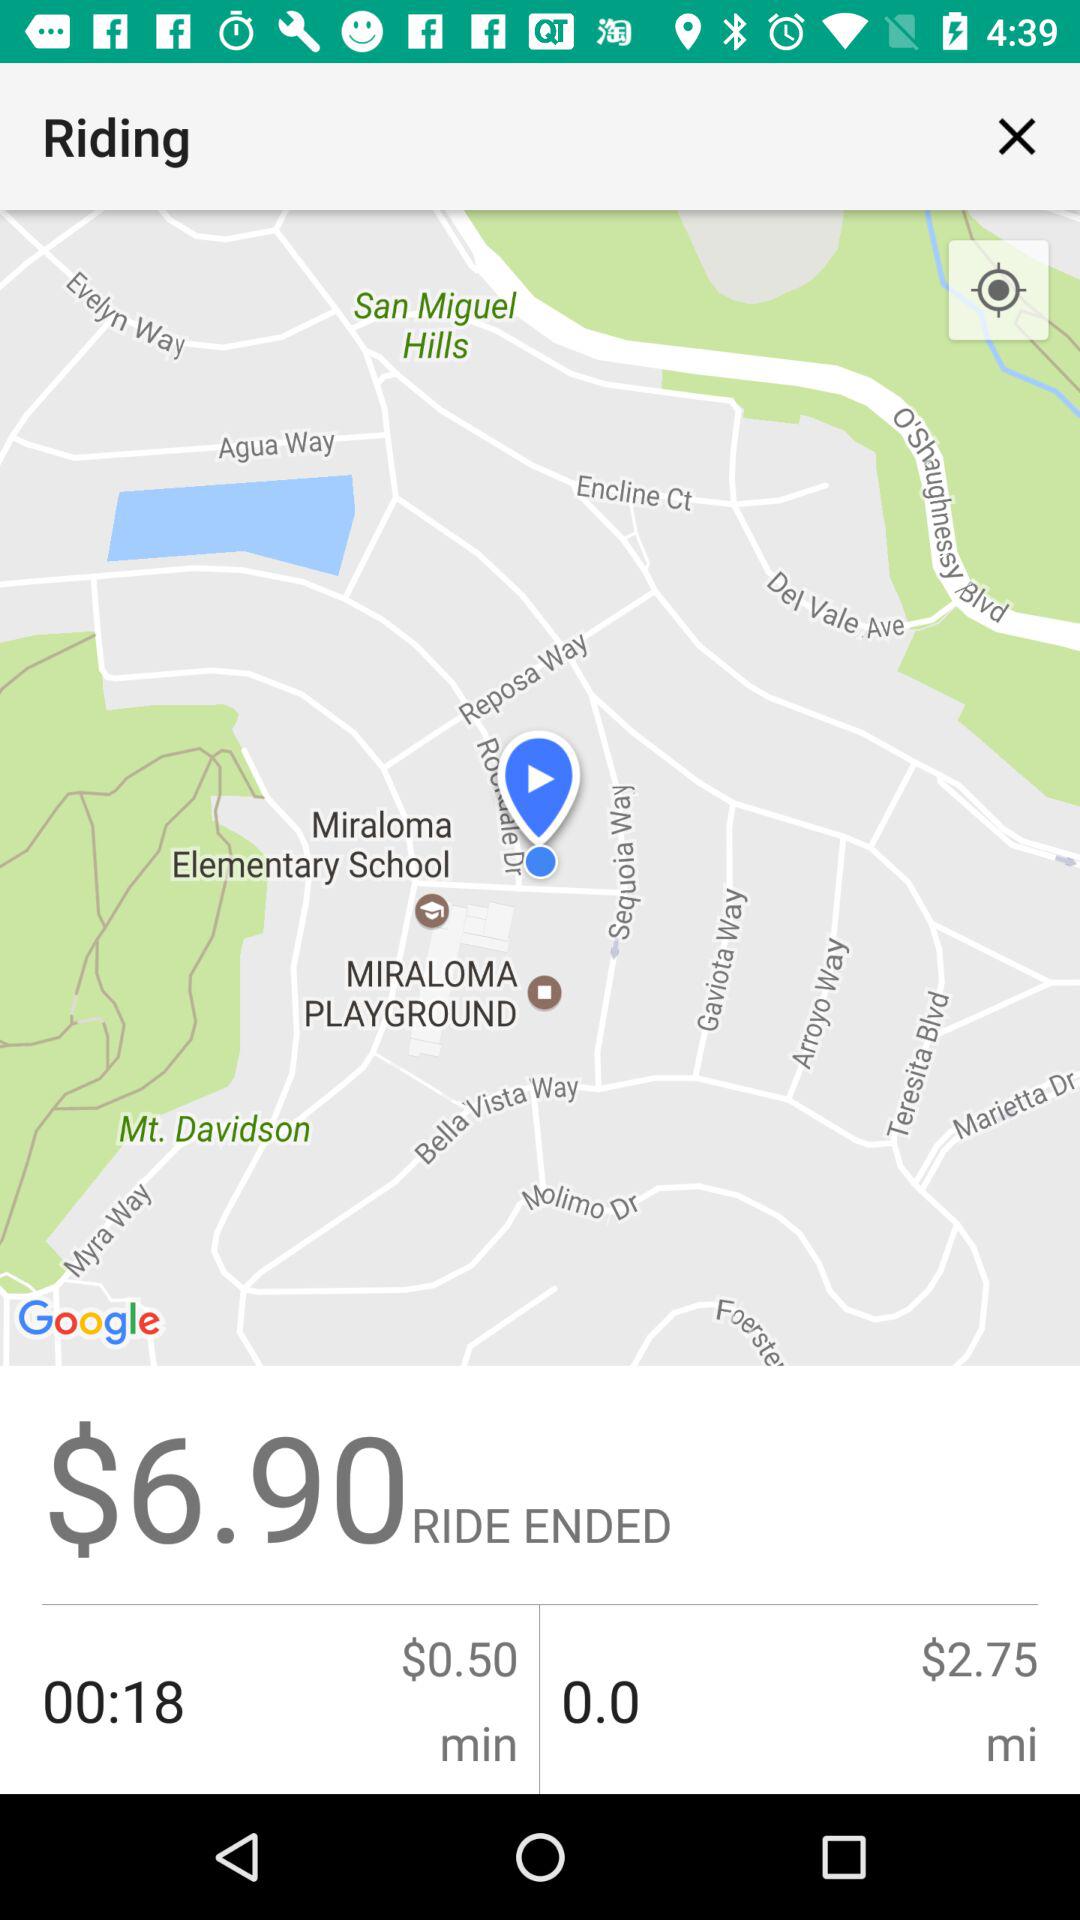 QT 淘 4:39
Riding
Evelyn Way
San Miguel
Hills
Agua Way
Encline Ct
O'Shaughnessy Blvd
Del Vale Ave
Reposa Way
Rockdale Dr
Sequoia Way
Miraloma
Elementary School
MIRALOMA
PLAYGROUND
Gaviota Way
Arroyo Way
Teresita Blvd
Marietta Dr
Bella Vista Way
Mt. Davidson
Molimo Dr
Myra Way
Foerster
Google
$6.90 RIDE ENDED
00:18 $0.50 min
0.0 $2.75 mi